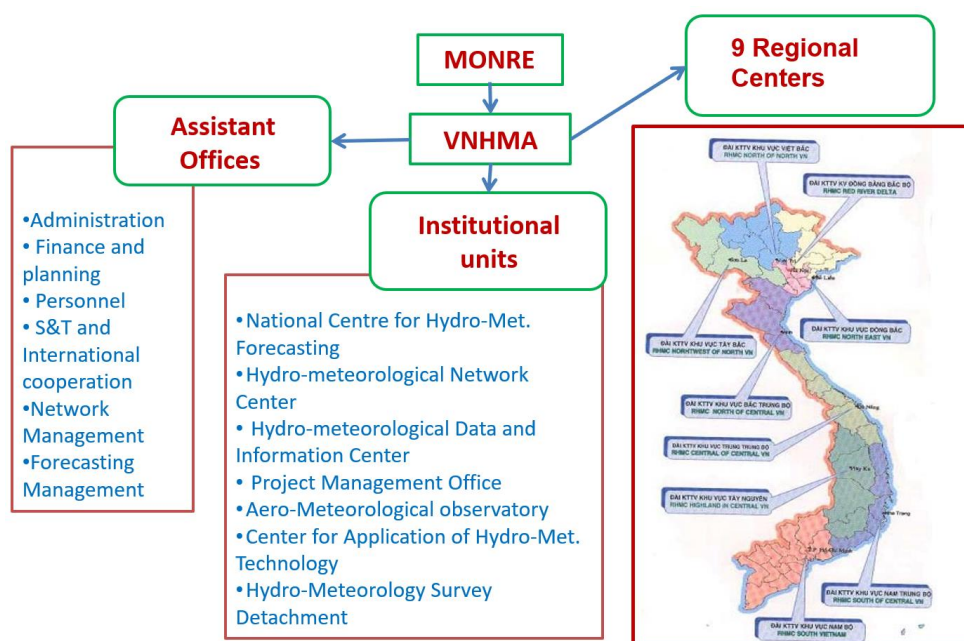 MONRE
9 Regional
Centers
Assistant
Offices
VNHMA
Institutional
units
•Administration
• Finance and
planning
• Personnel
• S&T and
International
cooperation
•Network
Management
•Forecasting
Management
•National Centre for Hydro-Met.
Forecasting
•Hydro-meteorological Network
Center
• Hydro-meteorological Data and
Information Center
• Project Management Office
•Aero-Meteorological observatory
•Center for Application of Hydro-Met.
Technology
•Hydro-Meteorology Survey
Detachment
ĐÀI KTTV KHU VỰC VIỆT BẮC
RHMC NORTH OF NORTH VN
ĐÀI KTTV KV ĐỒNG BẰNG BẮC BỘ
RHMC RED RIVER DELTA
ĐÀI KTTV KHU VỰC ĐÔNG BẮC
RHMC NORTH EAST VN
ĐÀI KTTV KHU VỰC TÂY BẮC
RHMC NORHTWEST OF NORTH VN
ĐÀI KTTV KHU VỰC BẮC TRUNG BỘ
RHMC NORTH OF CENTRAL VN
ĐÀI KTTV KHU VỰC TRUNG TRUNG BỘ
RHMC CENTRAL OF CENTRAL VN
ĐÀI KTTV KHU VỰC TÂY NGUYÊN
RHMC HIGHLAND IN CENTRAL VN
ĐÀI KTTV KHU VỰC NAM TRUNG BỘ
RHMC SOUTH OF CENTRAL VN
ĐÀI KTTV KHU VỰC NAM BỘ
RHMC SOUTH VIETNAM